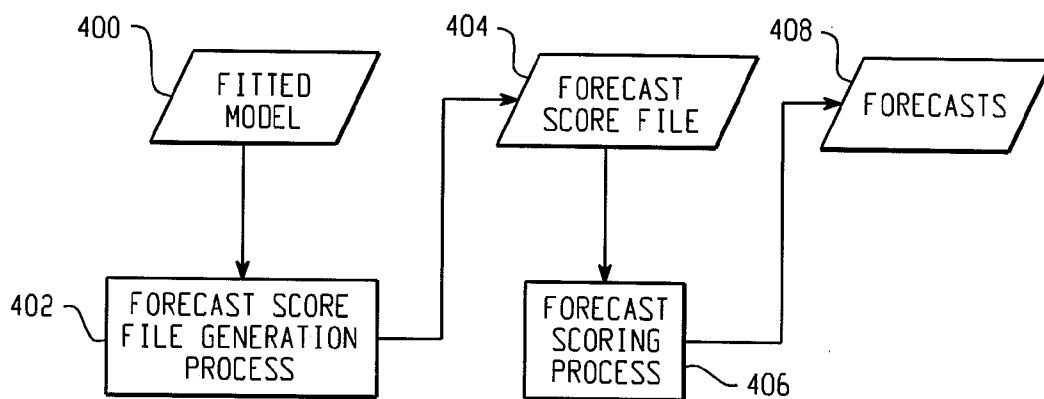 400
FITTED
MODEL
402
FORECAST SCORE
FILE GENERATION
PROCESS
404
FORECAST
SCORE FILE
FORECAST
SCORING
PROCESS
406
408
FORECASTS